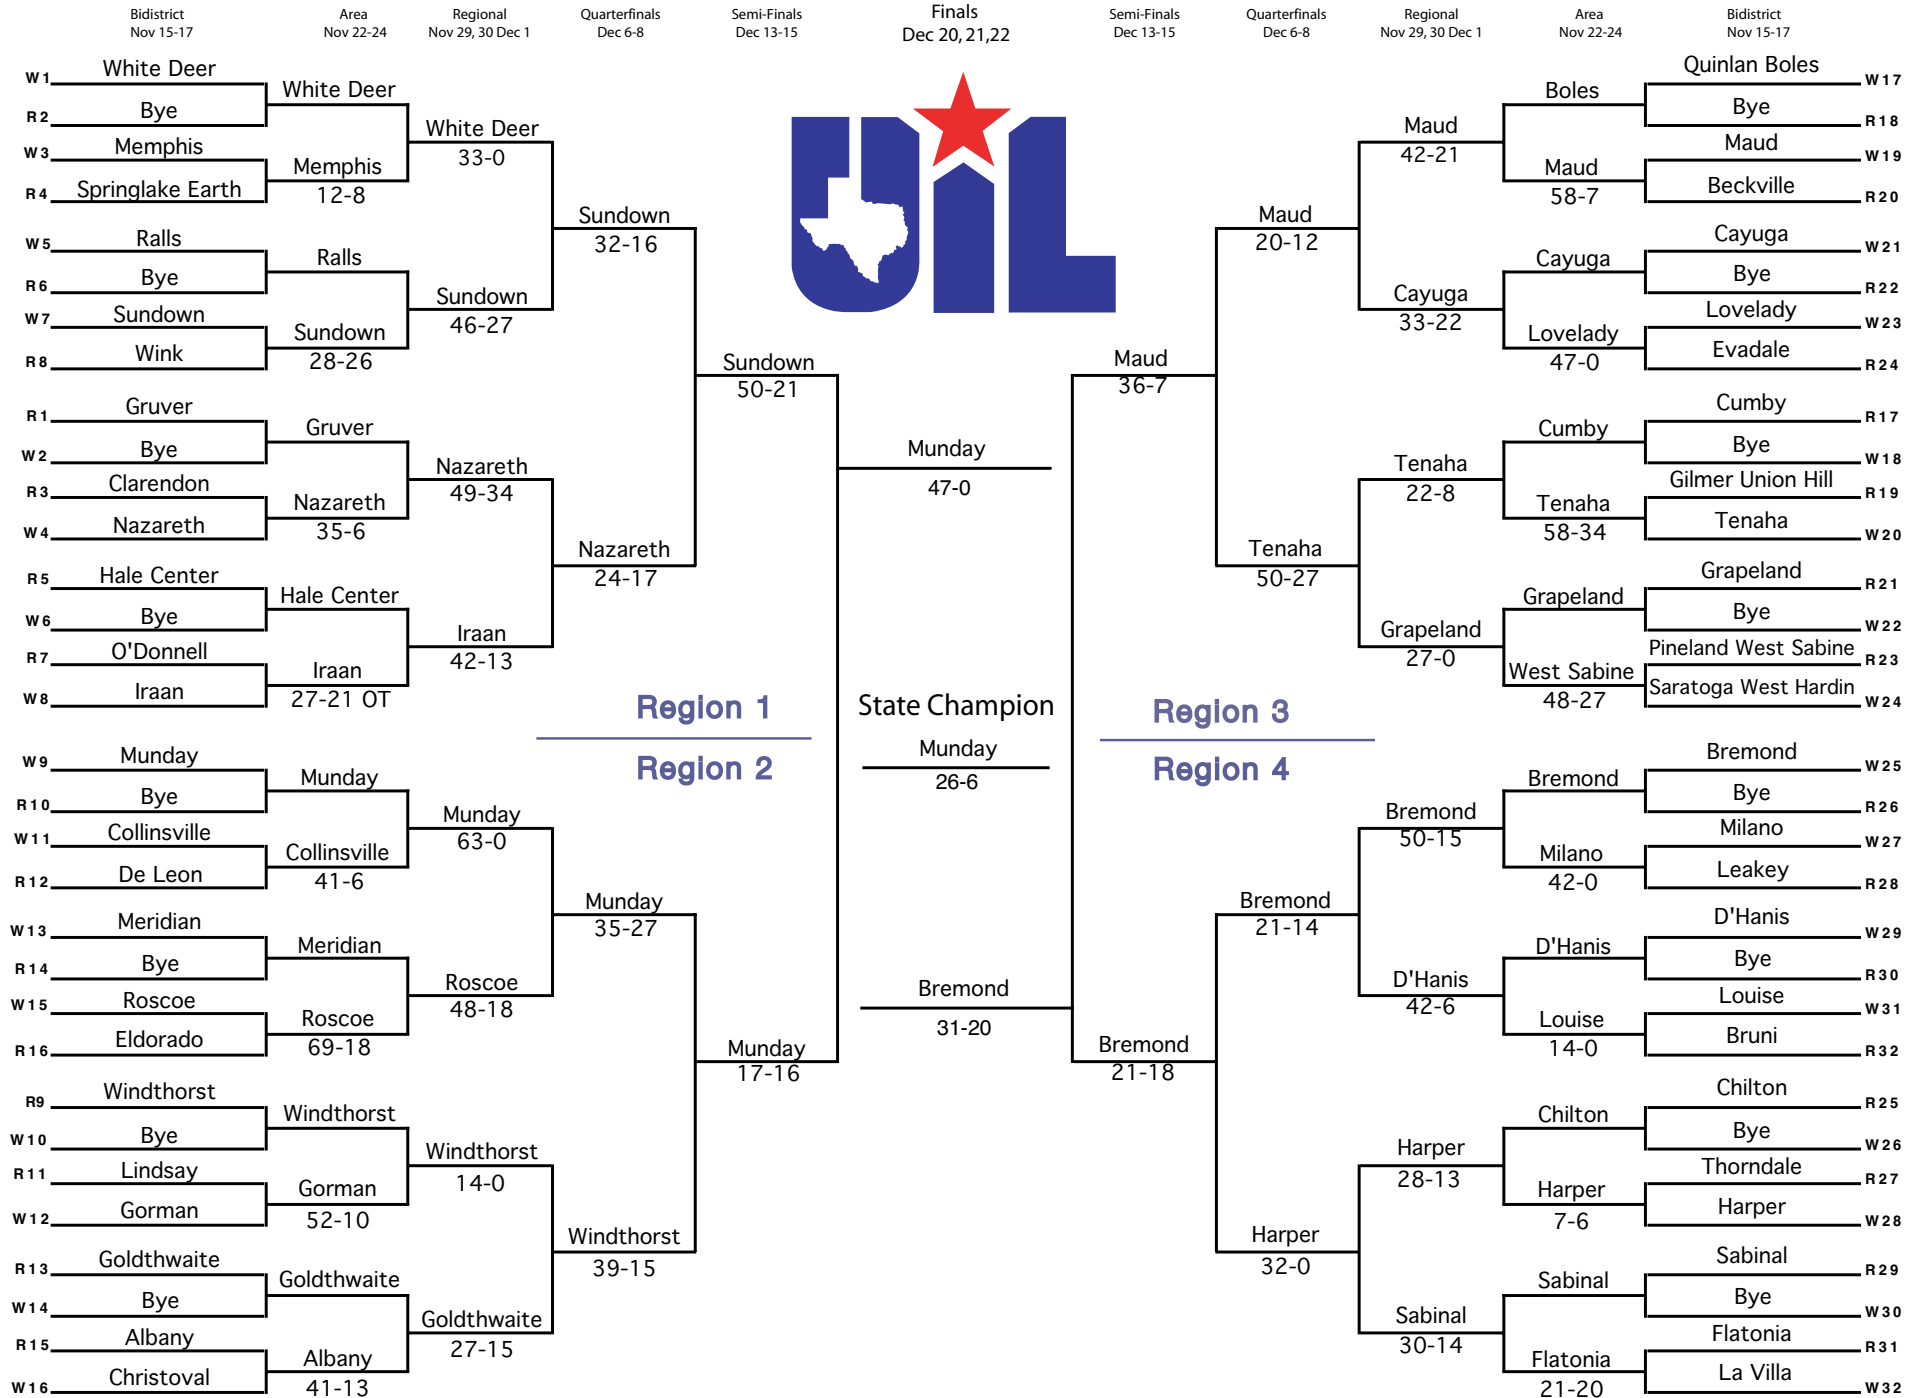 Bidistrict
Nov 15-17
Area
Nov 22-24
Regional
Nov 29, 30 Dec 1
Quarterfinals
Dec 6-8
Semi-Finals
Dec 13-15
Finals
Dec 20, 21,22
Semi-Finals
Dec 13-15
Quarterfinals
Dec 6-8
Regional
Nov 29, 30 Dec 1
Area
Nov 22-24
Bidistrict
Nov 15-17
W1 White Deer
R2 Bye
W3 Memphis
R4 Springlake Earth
W5 Ralls
R6 Bye
W7 Sundown
R8 Wink
R1 Gruver
W2 Bye
R3 Clarendon
W4 Nazareth
R5 Hale Center
W6 Bye
R7 O'Donnell
W8 Iraan
W9 Munday
R10 Bye
W11 Collinsville
R12 De Leon
W13 Meridian
R14 Bye
W15 Roscoe
R16 Eldorado
R9 Windthorst
W10 Bye
R11 Lindsay
W12 Gorman
R13 Goldthwaite
W14 Bye
R15 Albany
W16 Christoval
White Deer
Memphis
12-8
Ralls
Sundown
28-26
Gruver
Nazareth
35-6
Hale Center
Iraan
27-21 OT
Munday
Collinsville
41-6
Meridian
Roscoe
69-18
Windthorst
Gorman
52-10
Goldthwaite
Albany
41-13
White Deer
33-0
Sundown
46-27
Nazareth
49-34
Iraan
42-13
Munday
63-0
Roscoe
48-18
Windthorst
14-0
Goldthwaite
27-15
Sundown
32-16
Nazareth
24-17
Munday
35-27
Windthorst
39-15
Sundown
50-21
Munday
17-16
Region 1
Region 2
UIL
Munday
47-0
State Champion
Munday
26-6
Bremond
31-20
Region 3
Region 4
Maud
36-7
Bremond
21-18
Maud
20-12
Tenaha
50-27
Bremond
21-14
Harper
32-0
Maud
42-21
Cayuga
33-22
Tenaha
22-8
Grapeland
27-0
Bremond
50-15
D'Hanis
42-6
Harper
28-13
Sabinal
30-14
Boles
Maud
58-7
Cayuga
Lovelady
47-0
Cumby
Tenaha
58-34
Grapeland
West Sabine
48-27
Bremond
Milano
42-0
D'Hanis
Louise
14-0
Chilton
Harper
7-6
Sabinal
Flatonia
21-20
Quinlan Boles W17
Bye R18
Maud W19
Beckville R20
Cayuga W21
Bye R22
Lovelady W23
Evadale R24
Cumby R17
Bye W18
Gilmer Union Hill R19
Tenaha W20
Grapeland R21
Bye W22
Pineland West Sabine R23
Saratoga West Hardin W24
Bremond W25
Bye R26
Milano W27
Leakey R28
D'Hanis W29
Bye R30
Louise W31
Bruni R32
Chilton R25
Bye W26
Thorndale R27
Harper W28
Sabinal R29
Bye W30
Flatonia R31
La Villa W32